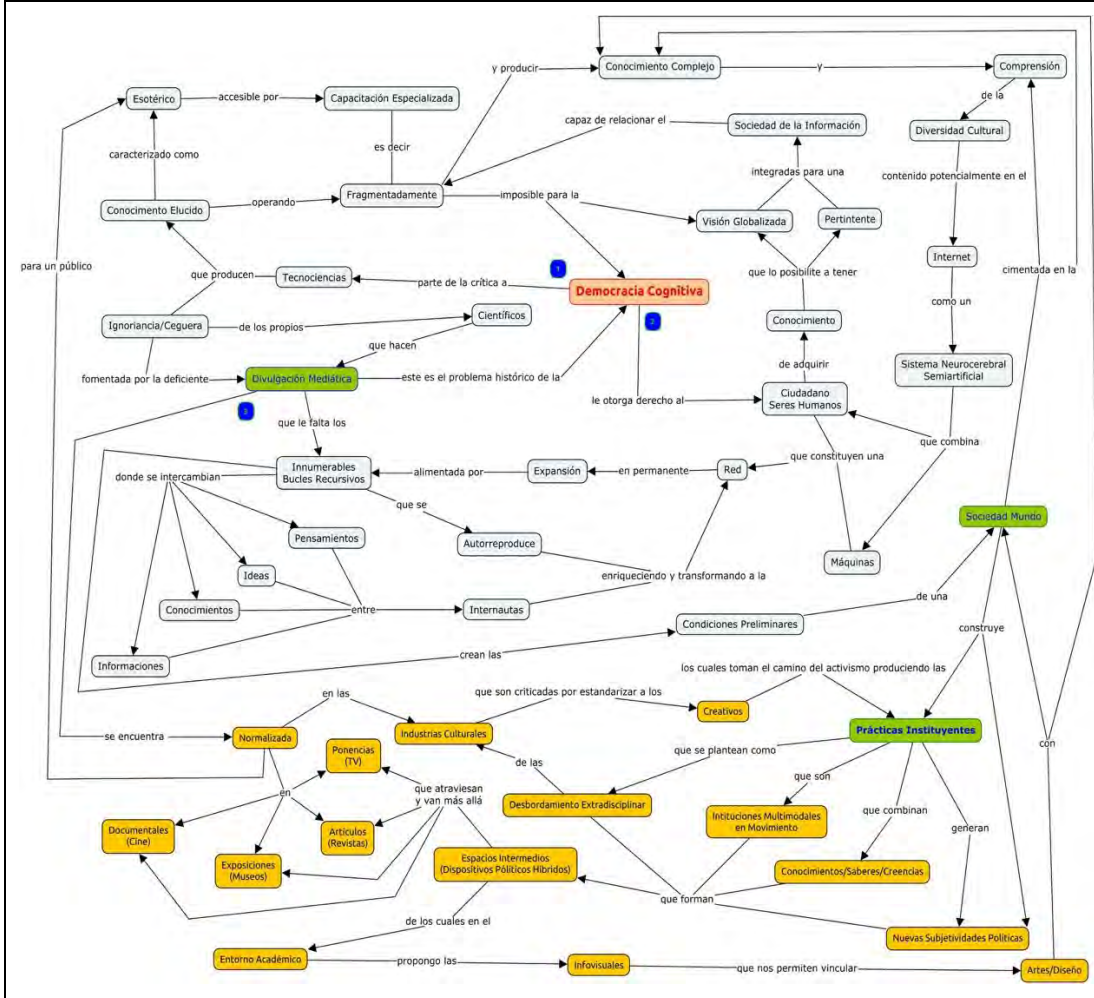 y producir
Conocimiento Complejo
y
Comprensión
Esotérico
accesible por
Capacitación Especializada
de la
capaz de relacionar el
Sociedad de la Información
Diversidad Cultural
es decir
caracterizado como
integradas para una
contenido potencialmente en el
Fragmentadamente
imposible para la
Conocimento Elucido
operando
Visión Globalizada
Pertintente
Internet
para un público
que producen
Tecnociencias
parte de la crítica a
1
Democracia Cognitiva
2
que lo posibilite a tener
cimentada en la
como un
Ignoriancia/Ceguera
de los propios
Científicos
Conocimiento
que hacen
de adquirir
Sistema Neurocerebral
Semiartificial
fomentada por la deficiente
Divulgación Mediática
este es el problema histórico de la
3
le otorga derecho al
Ciudadano
Seres Humanos
que le falta los
que combina
que constituyen una
donde se intercambian
Innumerables
Bucles Recursivos
alimentada por
Expansión
en permanente
Red
que se
Sociedad Mundo
Pensamientos
Autorreproduce
Máquinas
Ideas
enriqueciendo y transformando a la
Conocimientos
entre
Internautas
de una
Condiciones Preliminares
construye
Informaciones
crean las
los cuales toman el camino del activismo produciendo las
en las
que son criticadas por estandarizar a los
Creativos
se encuentra
Normalizada
Industrias Culturales
Prácticas Instituyentes
con
Ponencias
(TV)
que se plantean como
de las
que son
en
que atraviesan
y van más allá
Desbordamiento Extradisciplinar
Intituciones Multimodales
en Movimiento
que combinan
generan
Documentales
(Cine)
Artículos
(Revistas)
Exposiciones
(Museos)
Espacios Intermedios
(Dispositivos Póliticos Hibridos)
Conocimientos/Saberes/Creencias
que forman
de los cuales en el
Nuevas Subjetividades Politicas
Entorno Académico
propongo las
Infovisuales
que nos permiten vincular
Artes/Diseño